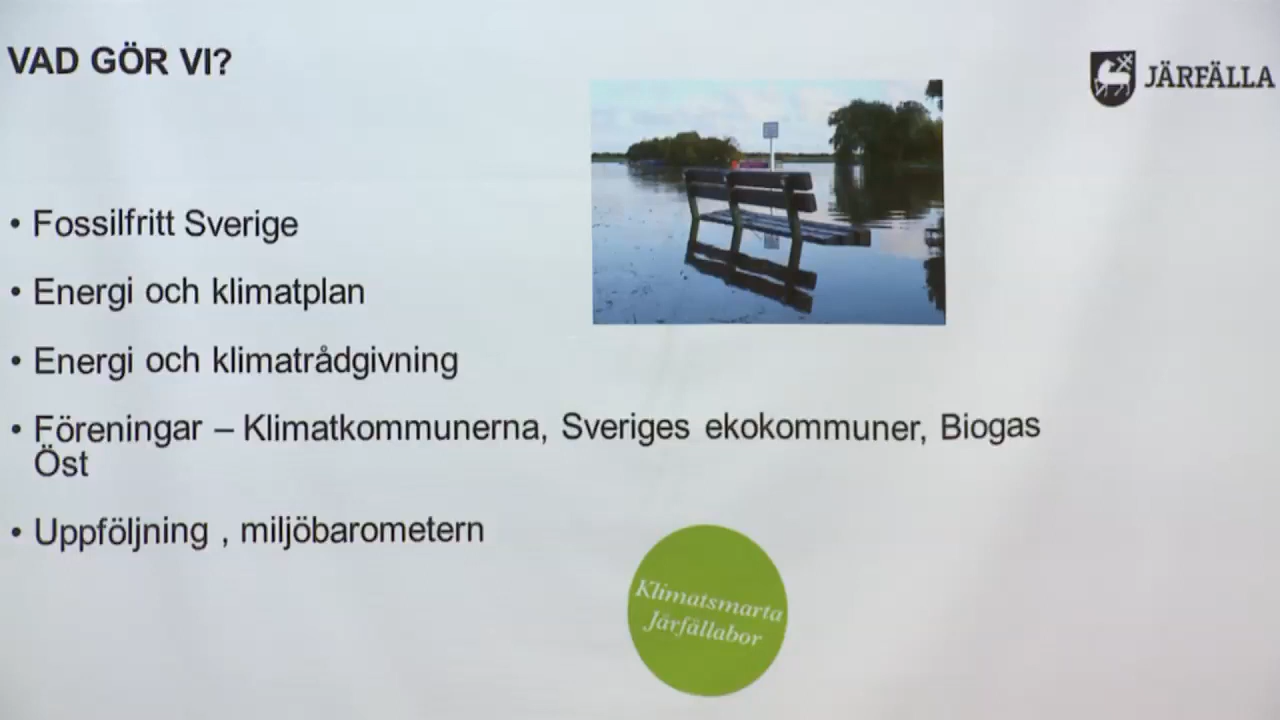 VAD GÖR VI?
JÄRFÄLLA
• Fossilfritt Sverige
• Energi och klimatplan
• Energi och klimatrådgivning
• Föreningar – Klimatkommunerna, Sveriges ekokommuner, Biogas
Öst
• Uppföljning , miljöbarometern
Klimatsmarta
Järfällabor